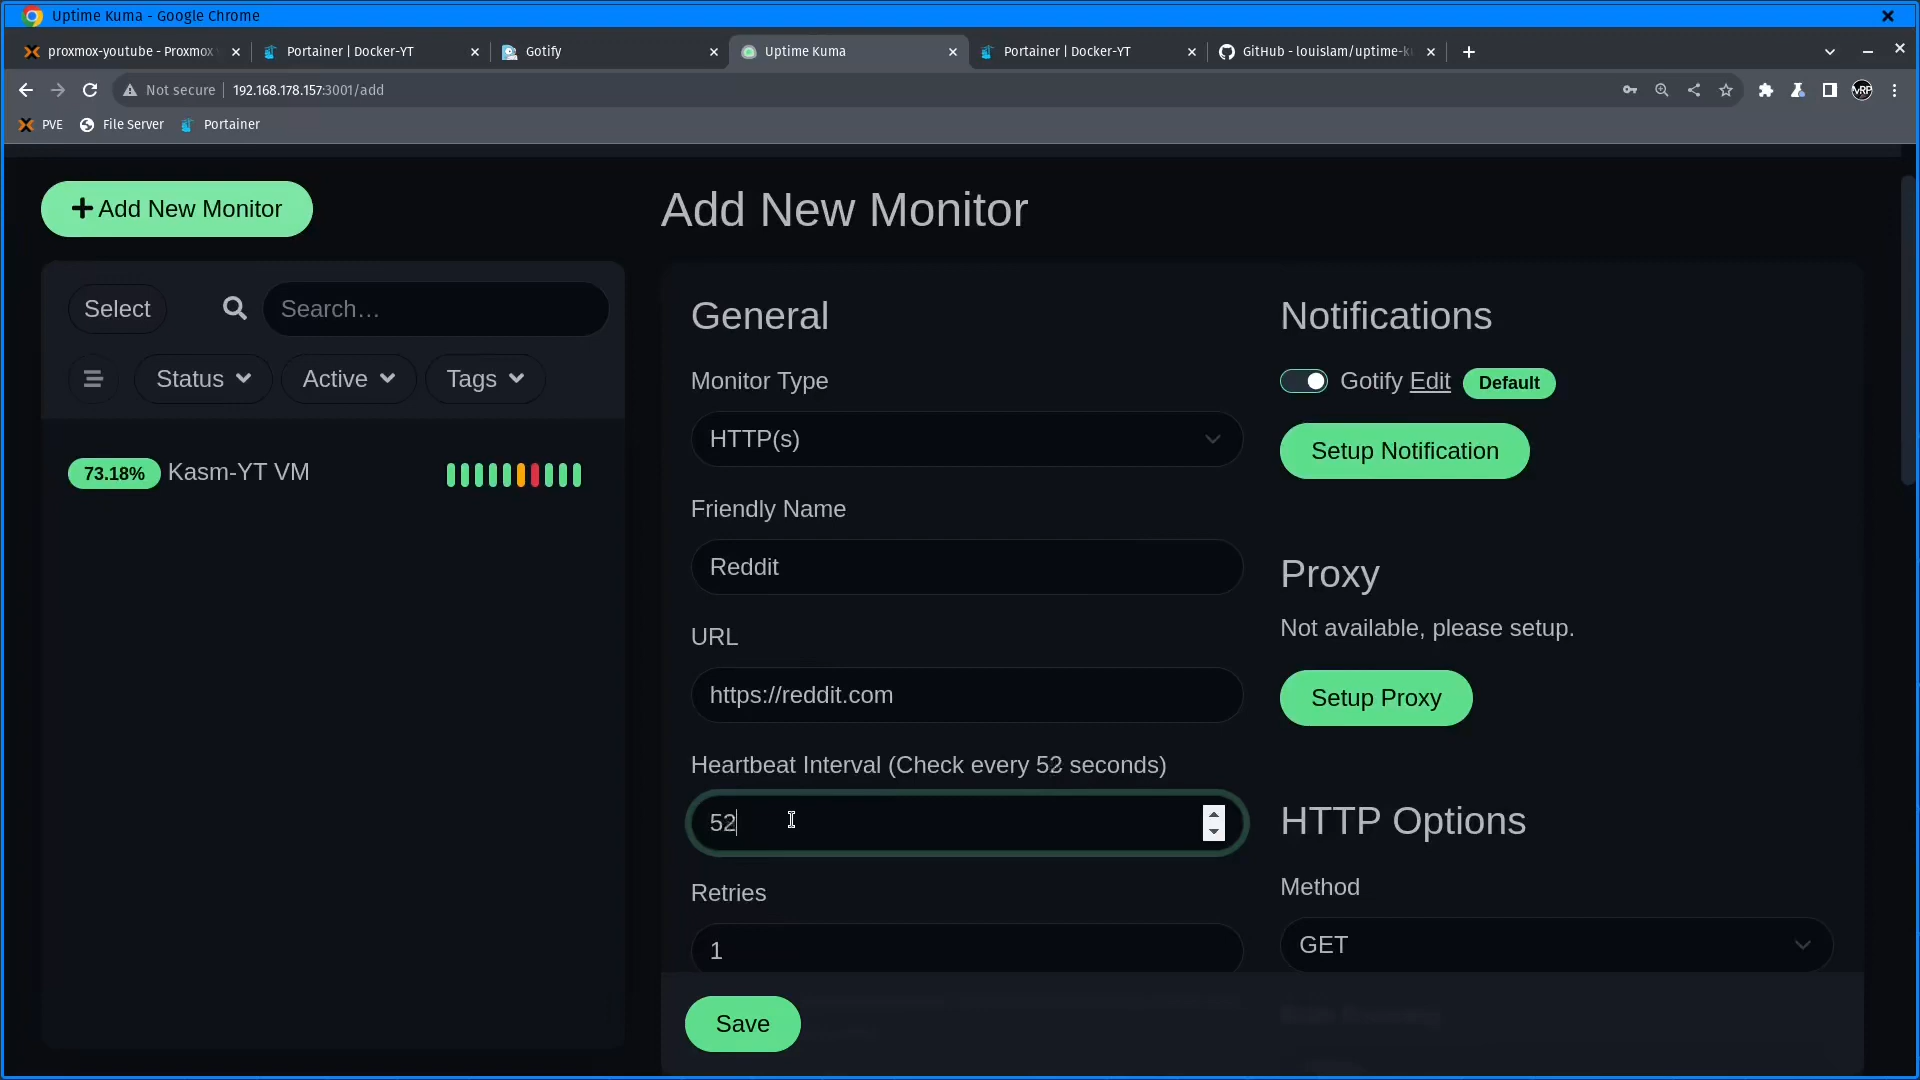 Uptime Kuma - Google Chrome
proxmox-youtube - Proxmox
Portainer | Docker-YT
Gotify
Uptime Kuma
Portainer | Docker-YT
GitHub - louislam/uptime-k
Not secure
192.168.178.157:3001/add
VRP
PVE
File Server
Portainer
Add New Monitor
Add New Monitor
Select
Search…
Status
Active
Tags
73.18% Kasm-YT VM
General
Monitor Type
HTTP(s)
Friendly Name
Reddit
URL
https://reddit.com
Heartbeat Interval (Check every 52 seconds)
52
Retries
1
Save
Notifications
Gotify Edit Default
Setup Notification
Proxy
Not available, please setup.
Setup Proxy
HTTP Options
Method
GET